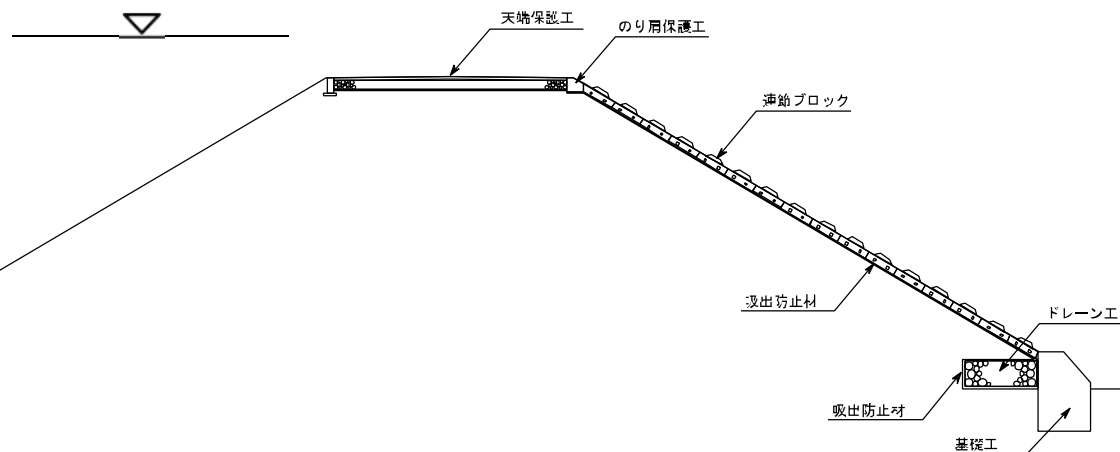 天端保護工
のり肩保護工
連節ブロック
吸出防止材
ドレーン工
吸出防止材
基礎工